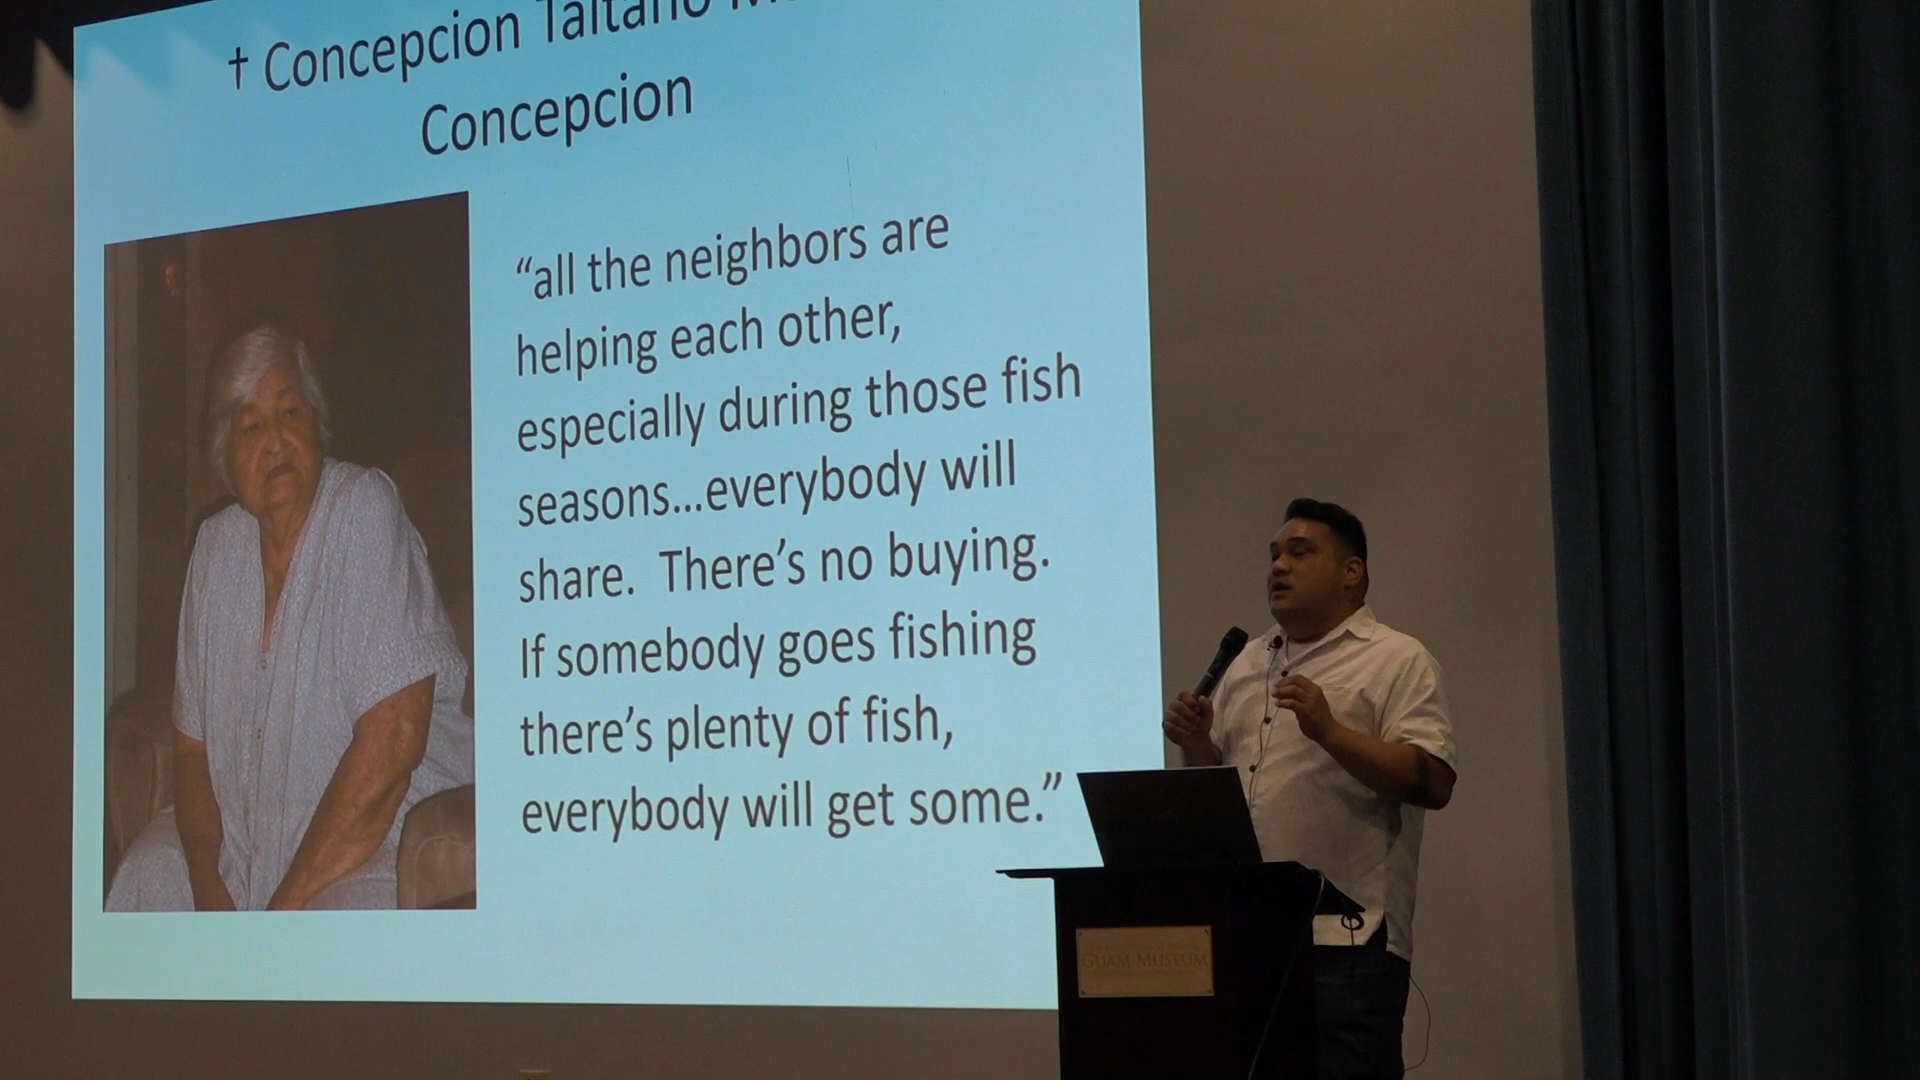 † Concepcion Taitano
Concepcion
“all the neighbors are
helping each other,
especially during those fish
seasons...everybody will
share.  There’s no buying.
If somebody goes fishing
there’s plenty of fish,
everybody will get some.”
GUAM MUSEUM